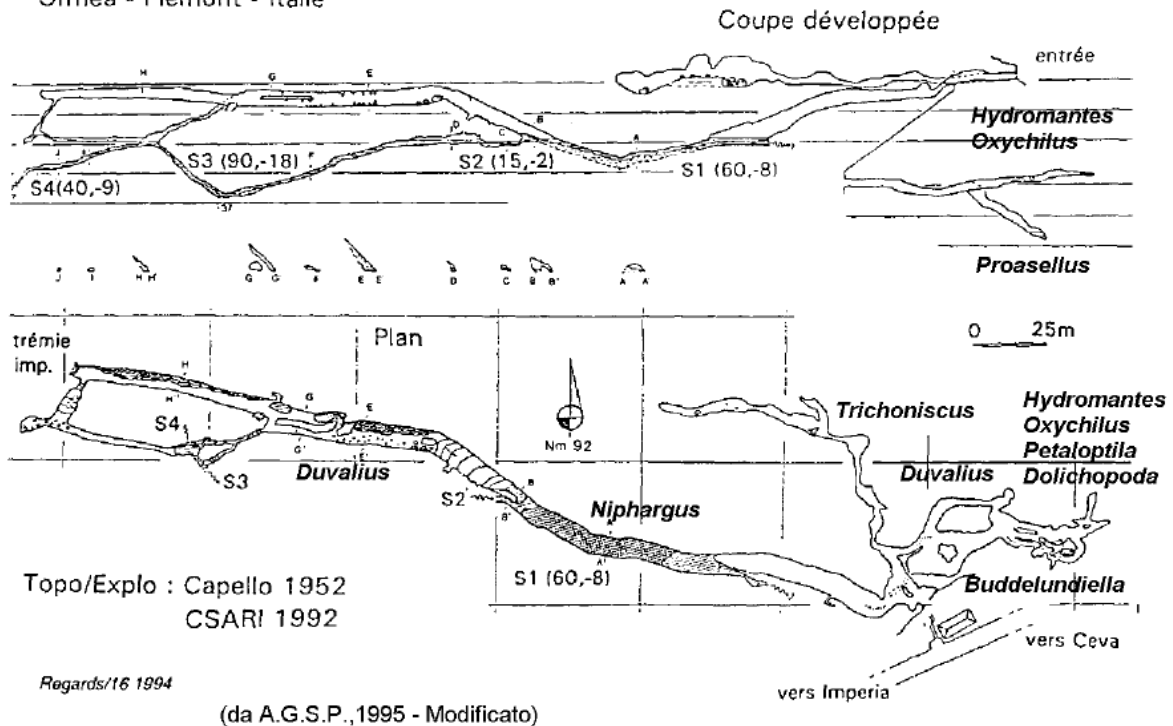 Ormea - Piémont - Italie
Coupe développée
entrée
H
G
E
Hydromantes
Oxychilus
B
A
D
C
F
S3 (90,-18)
S2 (15,-2)
S1 (60,-8)
J
S4(40,-9)
-37
Proasellus
J
I
H H'
G G'
F
E E'
D
C
B B'
A A'
trémie
imp.
Plan
0 25m
H
H'
G
G'
E
S4
S3
Nm 92
Trichoniscus
Hydromantes
Oxychilus
Petaloptila
Dolichopoda
Duvalius
Duvalius
S2
B
B'
Niphargus
A
A'
S1 (60,-8)
Buddelundiella
Topo/Explo : Capello 1952
CSARI 1992
vers Ceva
vers Imperia
Regards/16 1994
(da A.G.S.P.,1995 - Modificato)